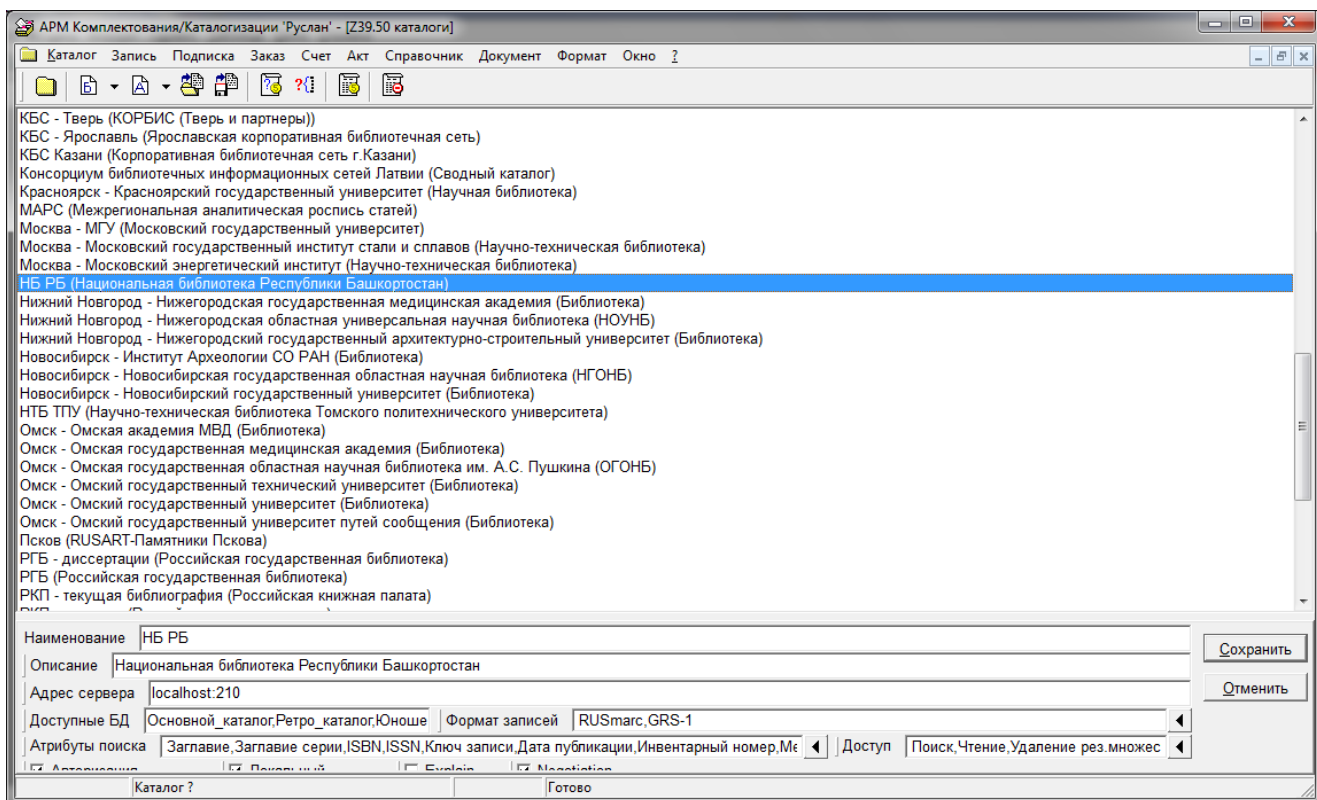 АРМ Комплектования/Каталогизации 'Руслан' - [Z39.50 каталоги]
Каталог Запись Подписка Заказ Счет Акт Справочник Документ Формат Окно ?
КБС - Тверь (КОРБИС (Тверь и партнеры))
КБС - Ярославль (Ярославская корпоративная библиотечная сеть)
КБС Казани (Корпоративная библиотечная сеть г.Казани)
Консорциум библиотечных информационных сетей Латвии (Сводный каталог)
Красноярск - Красноярский государственный университет (Научная библиотека)
МАРС (Межрегиональная аналитическая роспись статей)
Москва - МГУ (Московский государственный университет)
Москва - Московский государственный институт стали и сплавов (Научно-техническая библиотека)
Москва - Московский энергетический институт (Научно-техническая библиотека)
НБ РБ (Национальная библиотека Республики Башкортостан)
Нижний Новгород - Нижегородская государственная медицинская академия (Библиотека)
Нижний Новгород - Нижегородская областная универсальная научная библиотека (НОУНБ)
Нижний Новгород - Нижегородский государственный архитектурно-строительный университет (Библиотека)
Новосибирск - Институт Археологии СО РАН (Библиотека)
Новосибирск - Новосибирская государственная областная научная библиотека (НГОНБ)
Новосибирск - Новосибирский государственный университет (Библиотека)
НТБ ТПУ (Научно-техническая библиотека Томского политехнического университета)
Омск - Омская академия МВД (Библиотека)
Омск - Омская государственная медицинская академия (Библиотека)
Омск - Омская государственная областная научная библиотека им. А.С. Пушкина (ОГОНБ)
Омск - Омский государственный технический университет (Библиотека)
Омск - Омский государственный университет (Библиотека)
Омск - Омский государственный университет путей сообщения (Библиотека)
Псков (RUSART-Памятники Пскова)
РГБ - диссертации (Российская государственная библиотека)
РГБ (Российская государственная библиотека)
РКП - текущая библиография (Российская книжная палата)
Наименование НБ РБ
Сохранить
Описание Национальная библиотека Республики Башкортостан
Адрес сервера localhost:210
Отменить
Доступные БД Основной_каталог,Ретро_каталог,Юноше Формат записей RUSmarc,GRS-1
Атрибуты поиска Заглавие,Заглавие серии,ISBN,ISSN,Ключ записи,Дата публикации,Инвентарный номер,Ме Доступ Поиск,Чтение,Удаление рез.множес
Авторизация Локальный Explain Negotiation
Каталог ? Готово